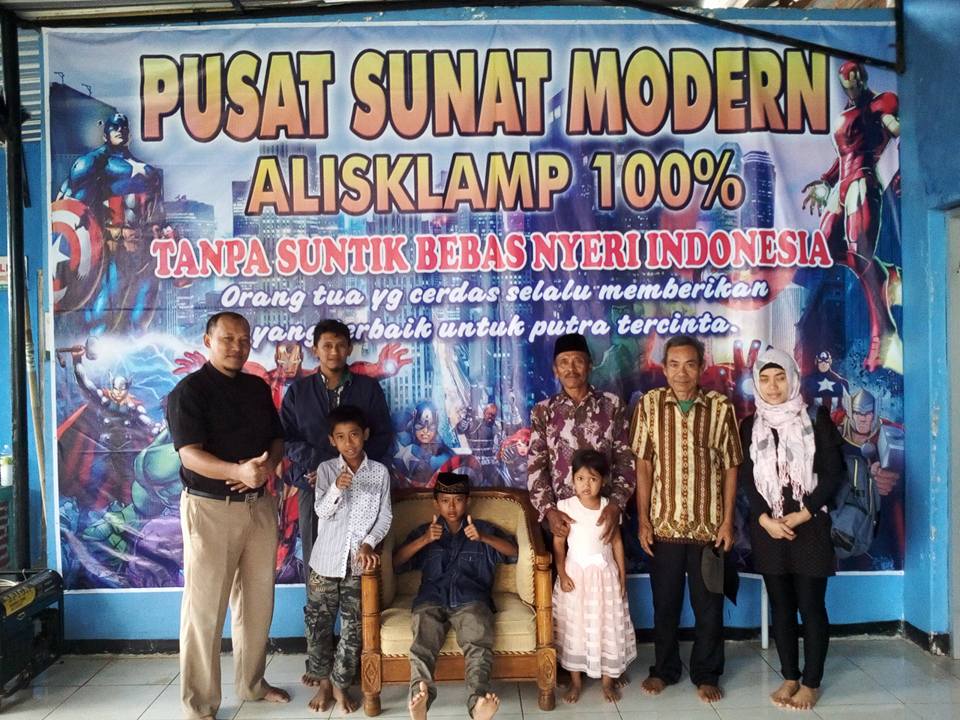 PUSAT SUNAT MODERN
ALISKLAMP 100%
TANPA SUNTIK BEBAS NYERI INDONESIA
Orang tua yg cerdas selalu memberikan
yang terbaik untuk putra tercinta.